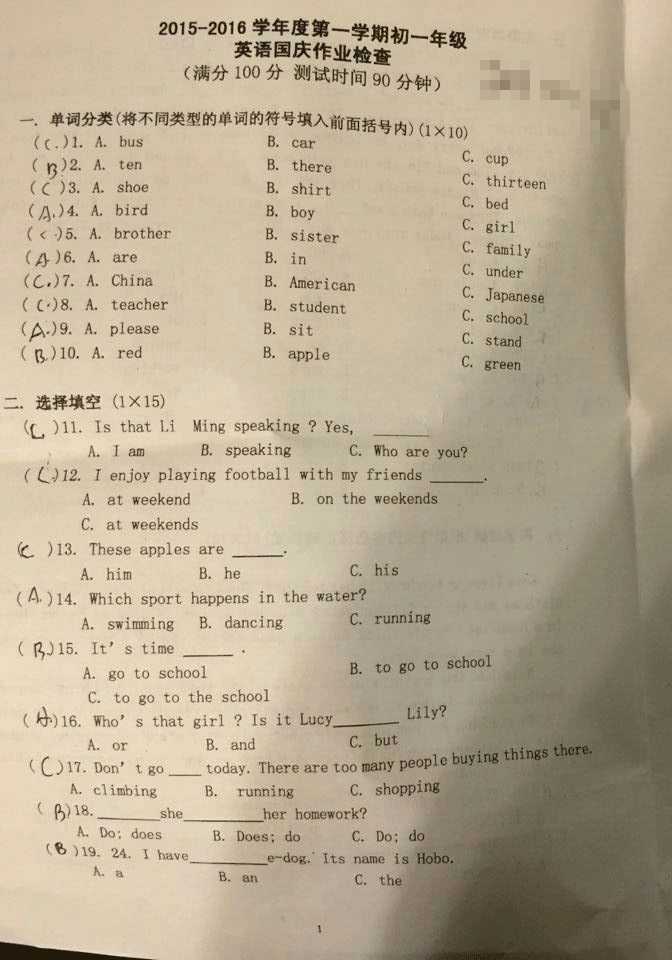 2015-2016 学年度第一学期初一年级
英语国庆作业检查
(满分 100 分 测试时间 90 分钟)
一. 单词分类(将不同类型的单词的符号填入前面括号内)(1×10)
(C.)1. A. bus B. car C. cup
(B)2. A. ten B. there C. thirteen
(C)3. A. shoe B. shirt C. bed
(A.)4. A. bird B. boy C. girl
(C.)5. A. brother B. sister C. family
(A)6. A. are B. in C. under
(C.)7. A. China B. American C. Japanese
(C.)8. A. teacher B. student C. school
(A.)9. A. please B. sit C. stand
(B.)10. A. red B. apple C. green
二. 选择填空 (1×15)
(C)11. Is that Li Ming speaking ? Yes, ______
A. I am B. speaking C. Who are you?
(C)12. I enjoy playing football with my friends ______.
A. at weekend B. on the weekends
C. at weekends
(C)13. These apples are ______.
A. him B. he C. his
(A.)14. Which sport happens in the water?
A. swimming B. dancing C. running
(B)15. It's time ______ .
A. go to school B. to go to school
C. to go to the school
(A)16. Who's that girl ? Is it Lucy________ Lily?
A. or B. and C. but
(C)17. Don't go ____ today. There are too many people buying things there.
A. climbing B. running C. shopping
(B)18. ________she__________her homework?
A. Do; does B. Does; do C. Do; do
(B)19. 24. I have__________e-dog. Its name is Hobo.
A. a B. an C. the
1